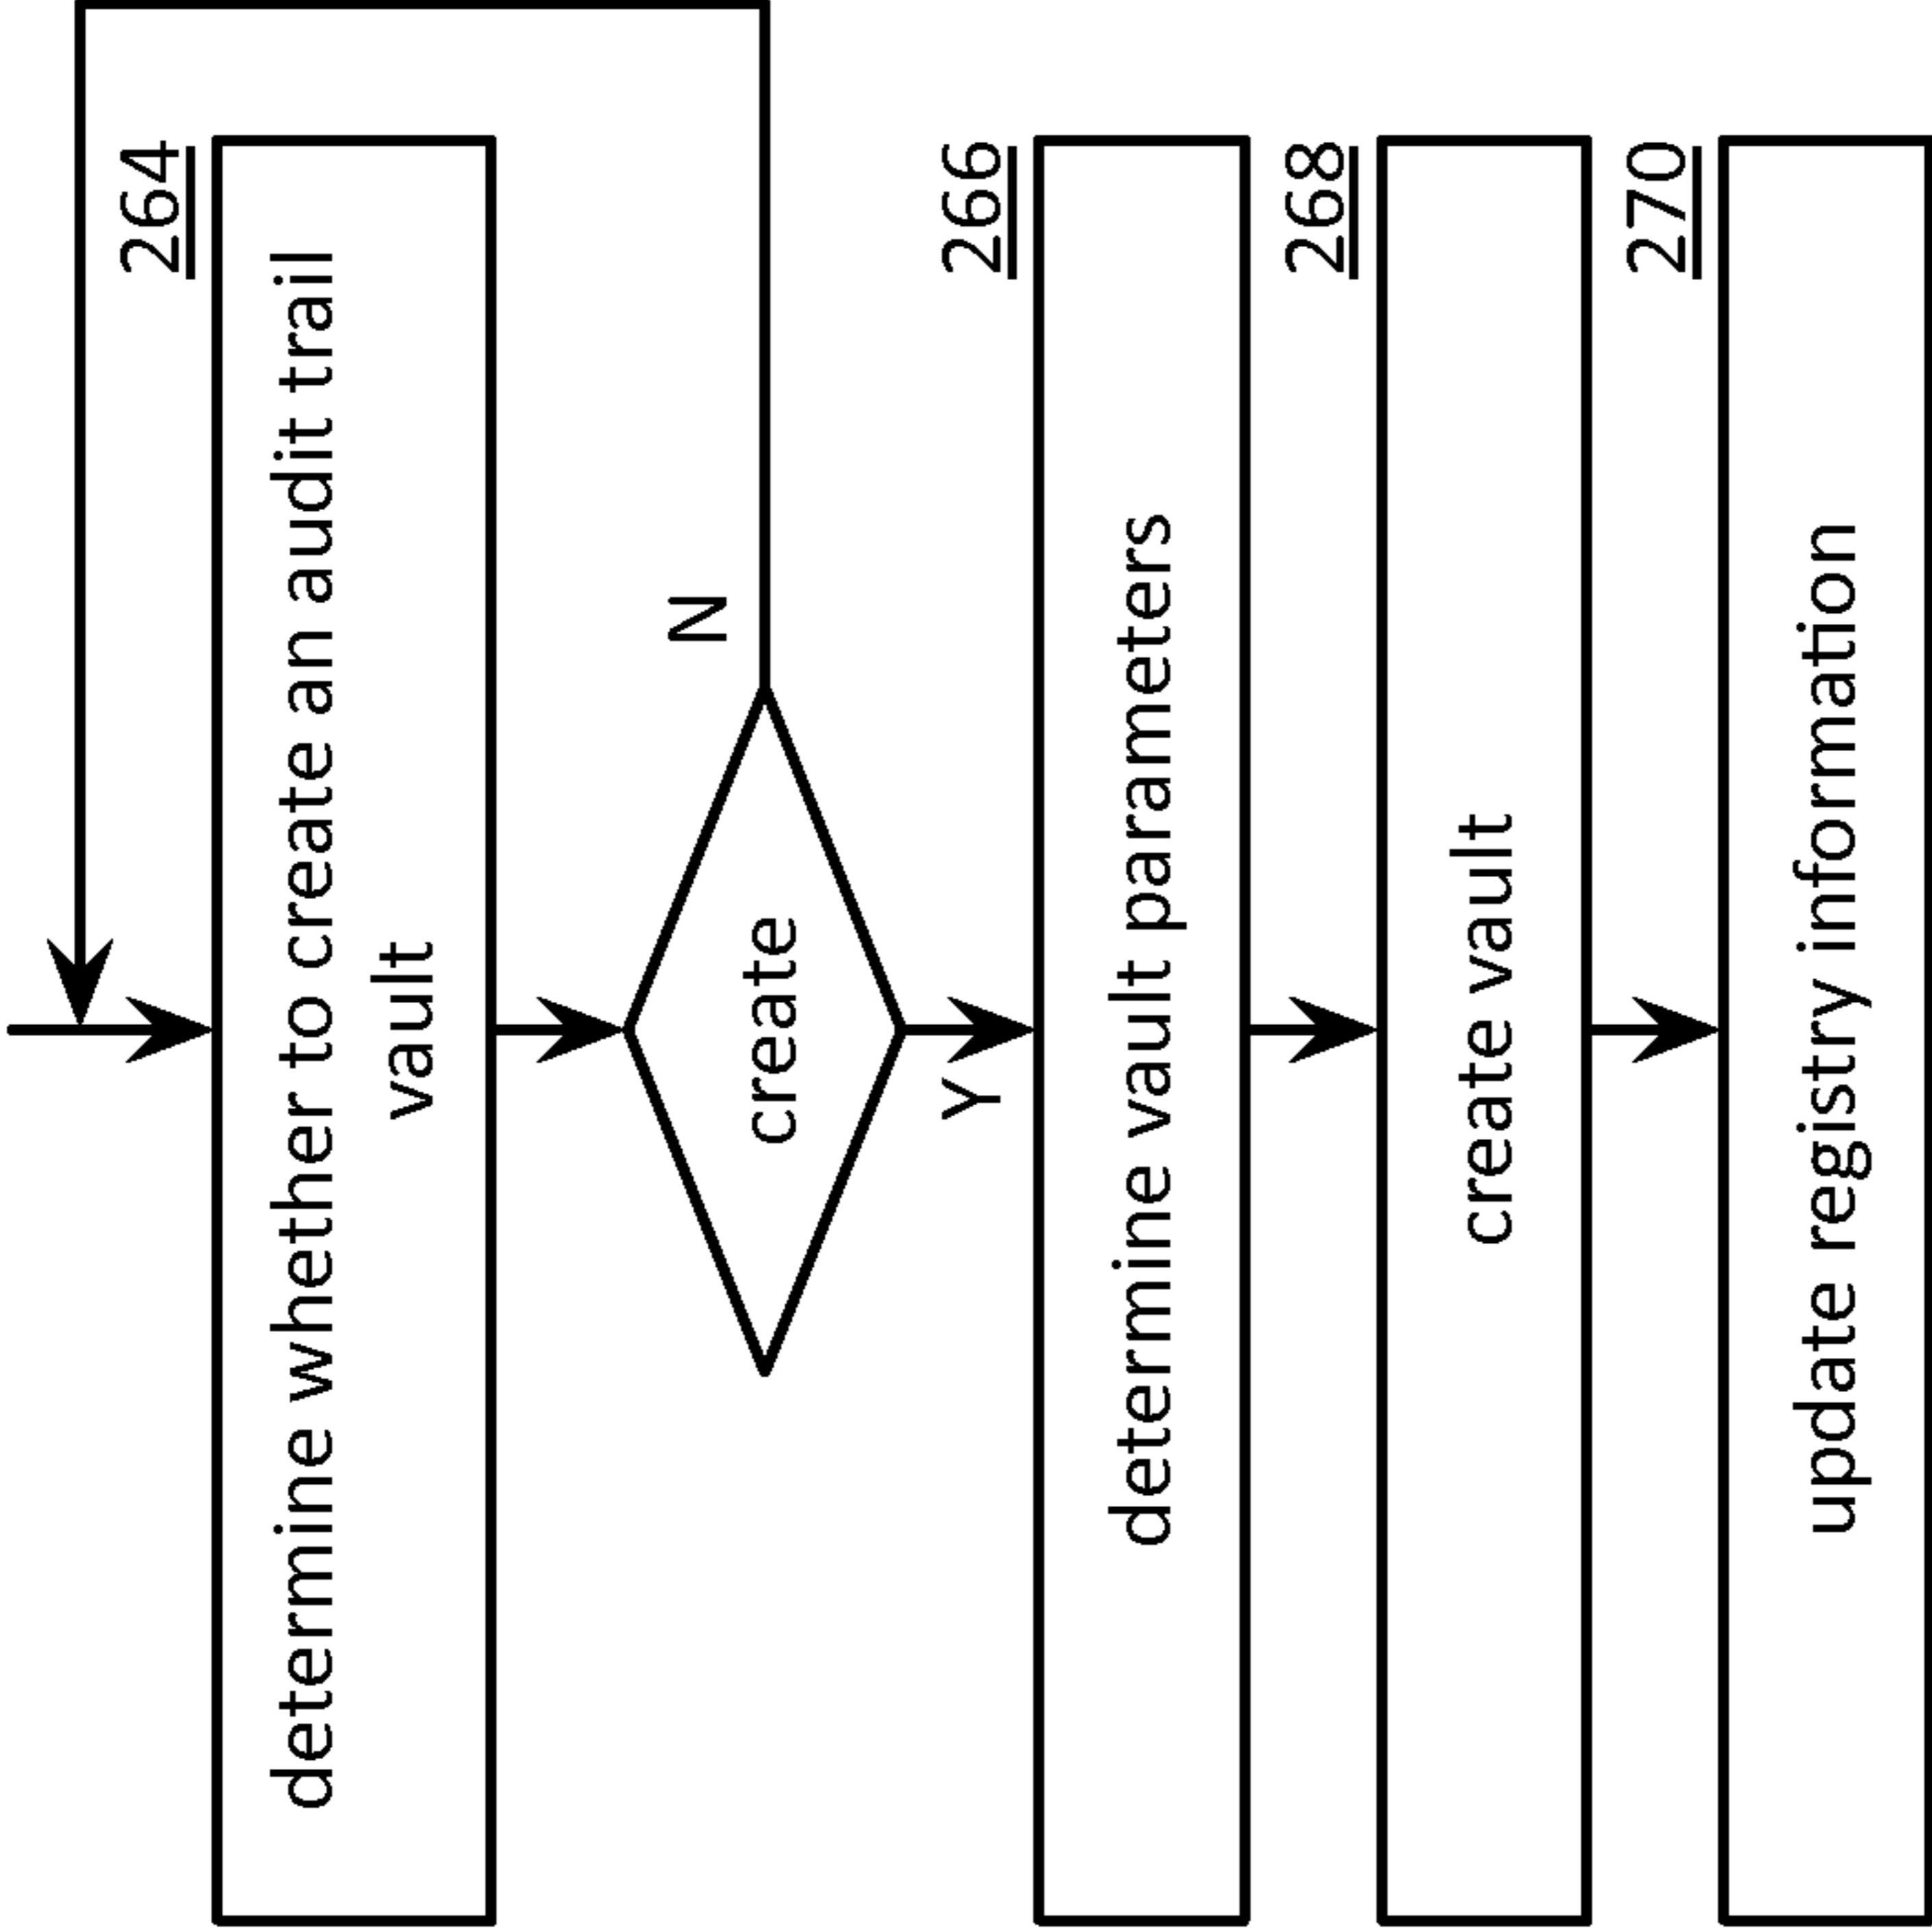 264
determine whether to create an audit trail
vault
create
N
Y
266
determine vault parameters
268
create vault
270
update registry information